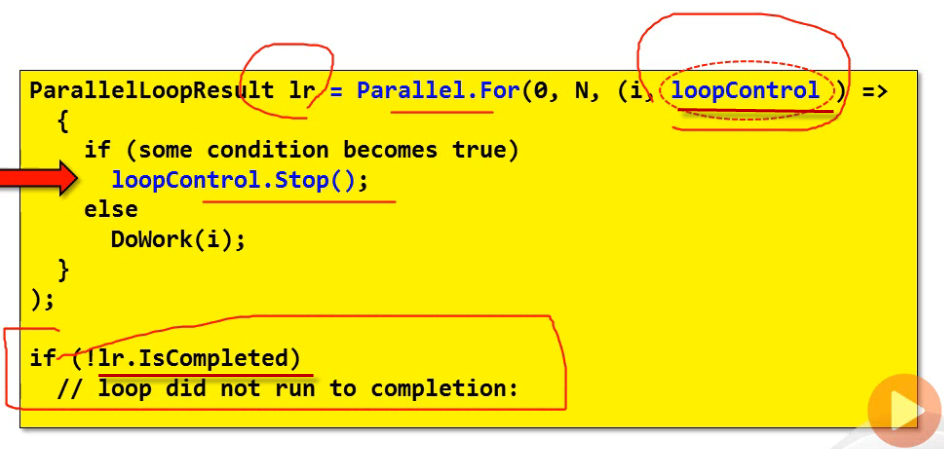 ParallelLoopResult lr = Parallel.For(0, N, (i, loopControl ) =>
{
if (some condition becomes true)
loopControl.Stop();
else
DoWork(i);
}
);
if (!lr.IsCompleted)
// loop did not run to completion: